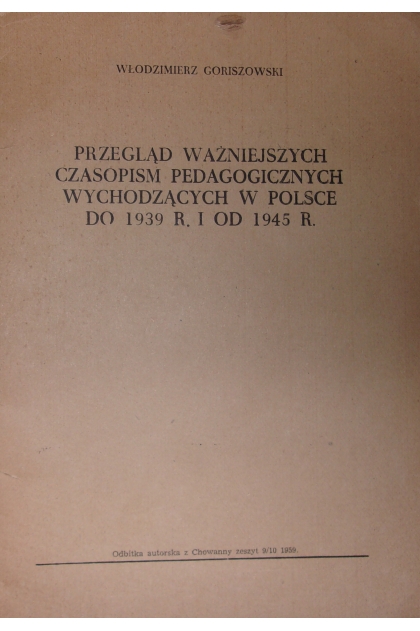 WŁODZIMIERZ GORISZOWSKI
PRZEGLĄD WAŻNIEJSZYCH
CZASOPISM PEDAGOGICZNYCH
WYCHODZĄCYCH W POLSCE
DO 1939 R. I OD 1945 R.
Odbitka autorska z Chowanny zeszyt 9/10 1959.